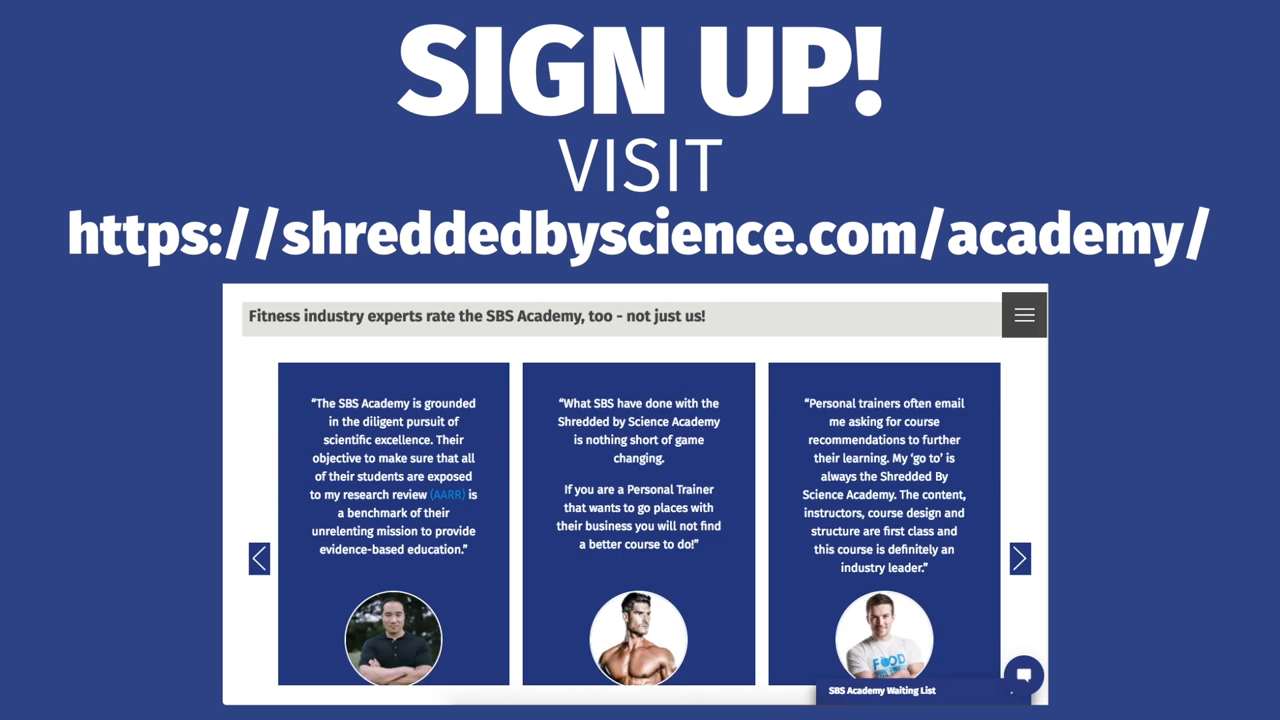 SIGN UP!
VISIT
https://shreddedbyscience.com/academy/
Fitness industry experts rate the SBS Academy, too - not just us!
“The SBS Academy is grounded
in the diligent pursuit of
scientific excellence. Their
objective to make sure that all
of their students are exposed
to my research review (AARR) is
a benchmark of their
unrelenting mission to provide
evidence-based education.”
“What SBS have done with the
Shredded by Science Academy
is nothing short of game
changing.
If you are a Personal Trainer
that wants to go places with
their business you will not find
a better course to do!”
“Personal trainers often email
me asking for course
recommendations to further
their learning. My ‘go to’ is
always the Shredded By
Science Academy. The content,
instructors, course design and
structure are first class and
this course is definitely an
industry leader.”
FOOD
SBS Academy Waiting List